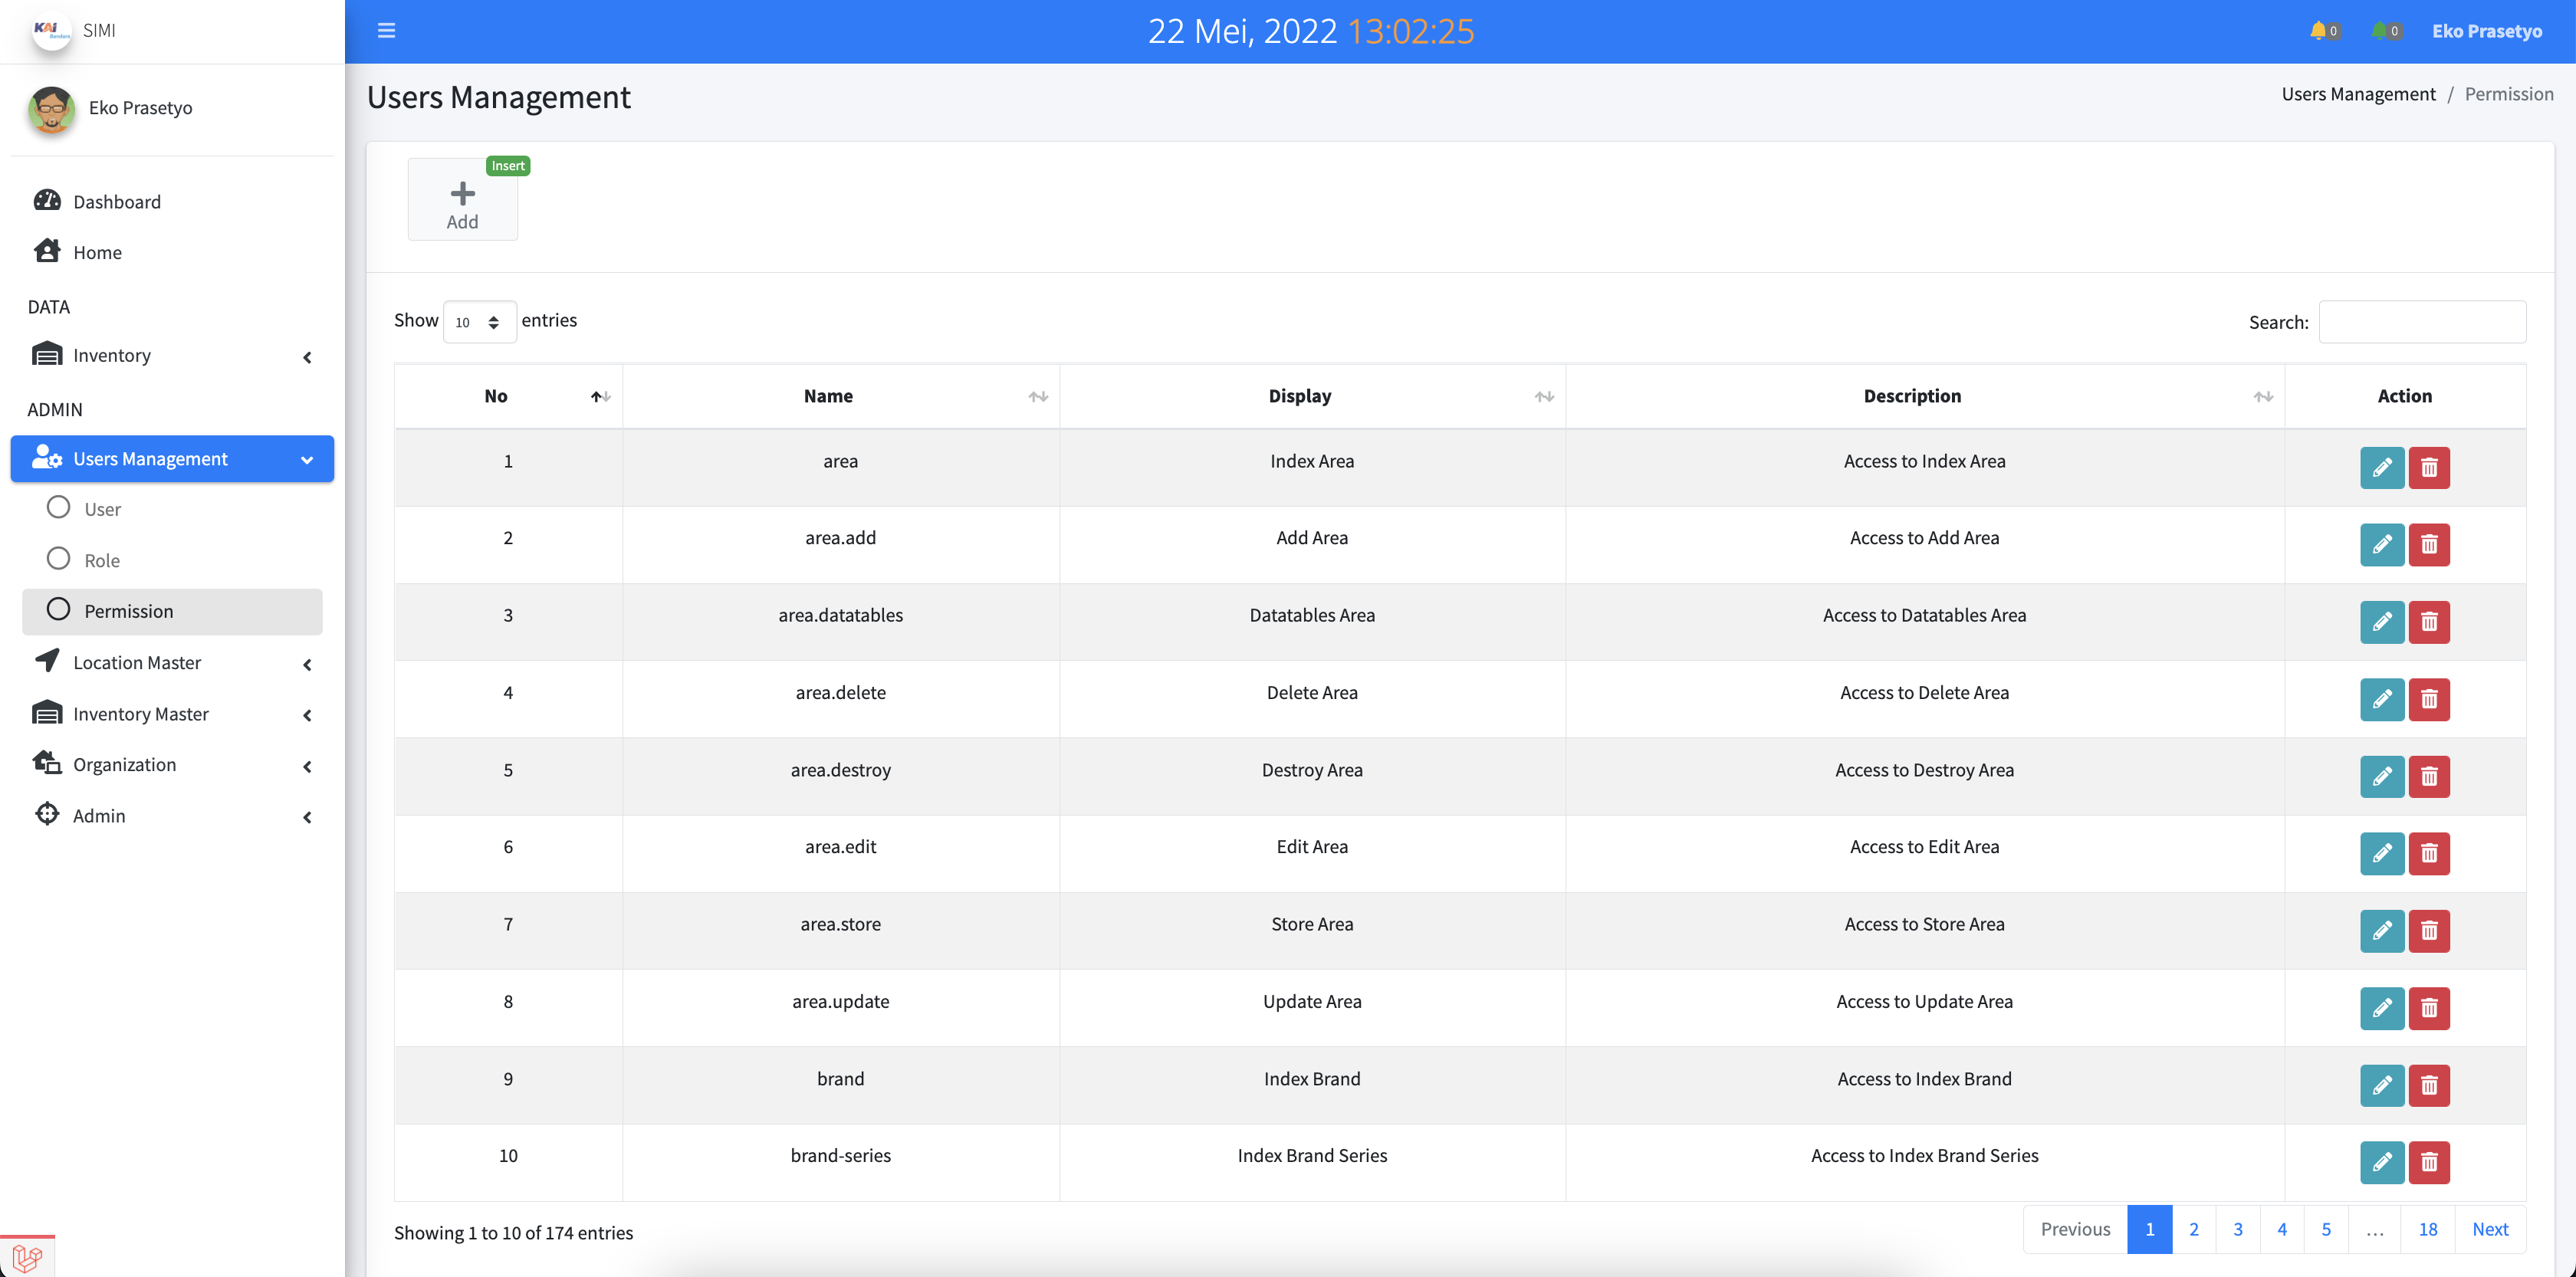 KAI Bandara SIMI
22 Mei, 2022 13:02:25
0 0 Eko Prasetyo
Eko Prasetyo
Dashboard
Home
DATA
Inventory
ADMIN
Users Management
User
Role
Permission
Location Master
Inventory Master
Organization
Admin
Users Management
Users Management / Permission
Insert
Add
Show 10 entries
Search:
No Name Display Description Action
1 area Index Area Access to Index Area
2 area.add Add Area Access to Add Area
3 area.datatables Datatables Area Access to Datatables Area
4 area.delete Delete Area Access to Delete Area
5 area.destroy Destroy Area Access to Destroy Area
6 area.edit Edit Area Access to Edit Area
7 area.store Store Area Access to Store Area
8 area.update Update Area Access to Update Area
9 brand Index Brand Access to Index Brand
10 brand-series Index Brand Series Access to Index Brand Series
Showing 1 to 10 of 174 entries
Previous 1 2 3 4 5 … 18 Next